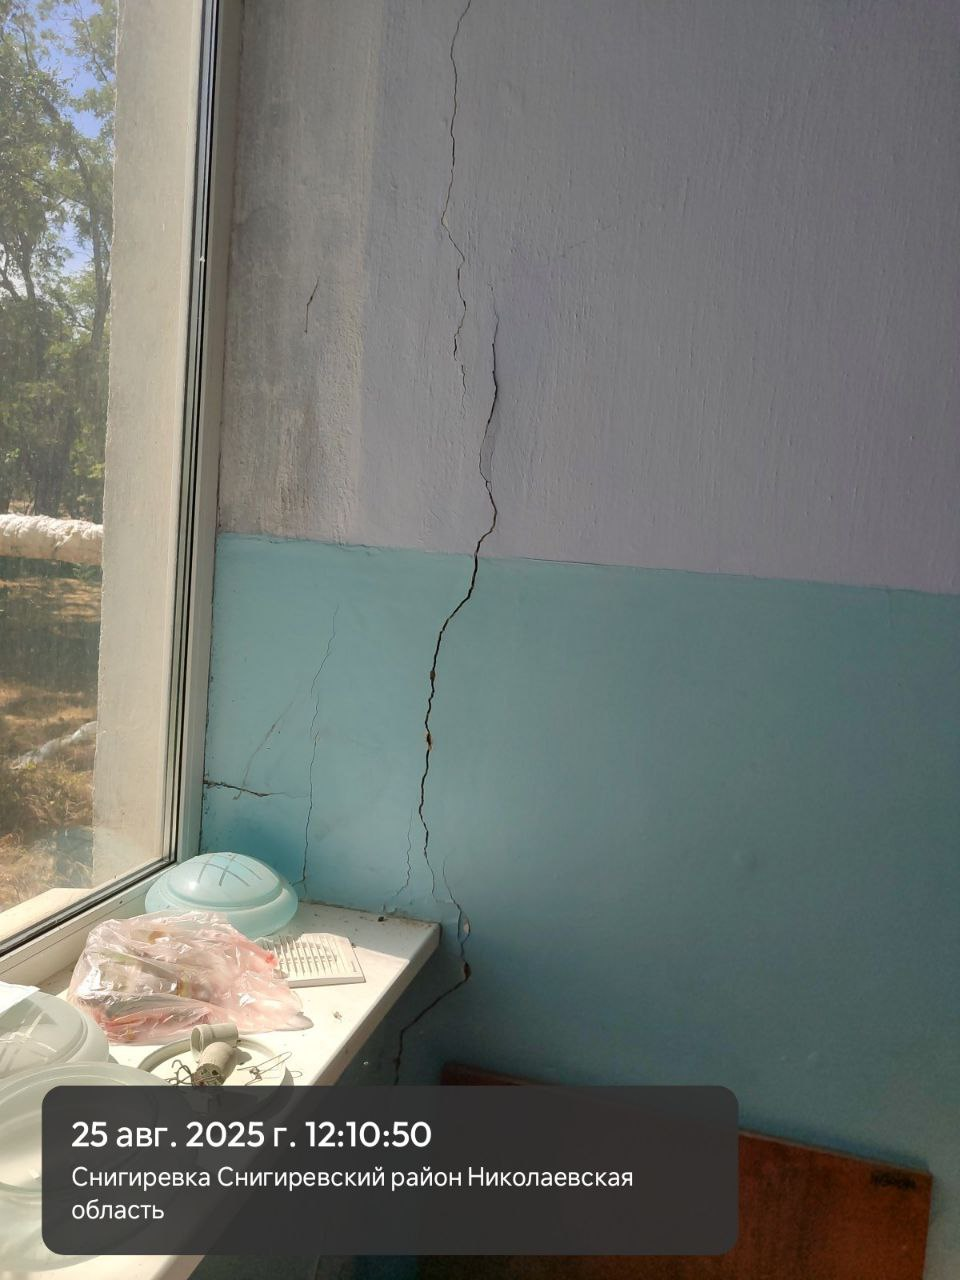 25 авг. 2025 г. 12:10:50
Снигиревка Снигиревский район Николаевская
область